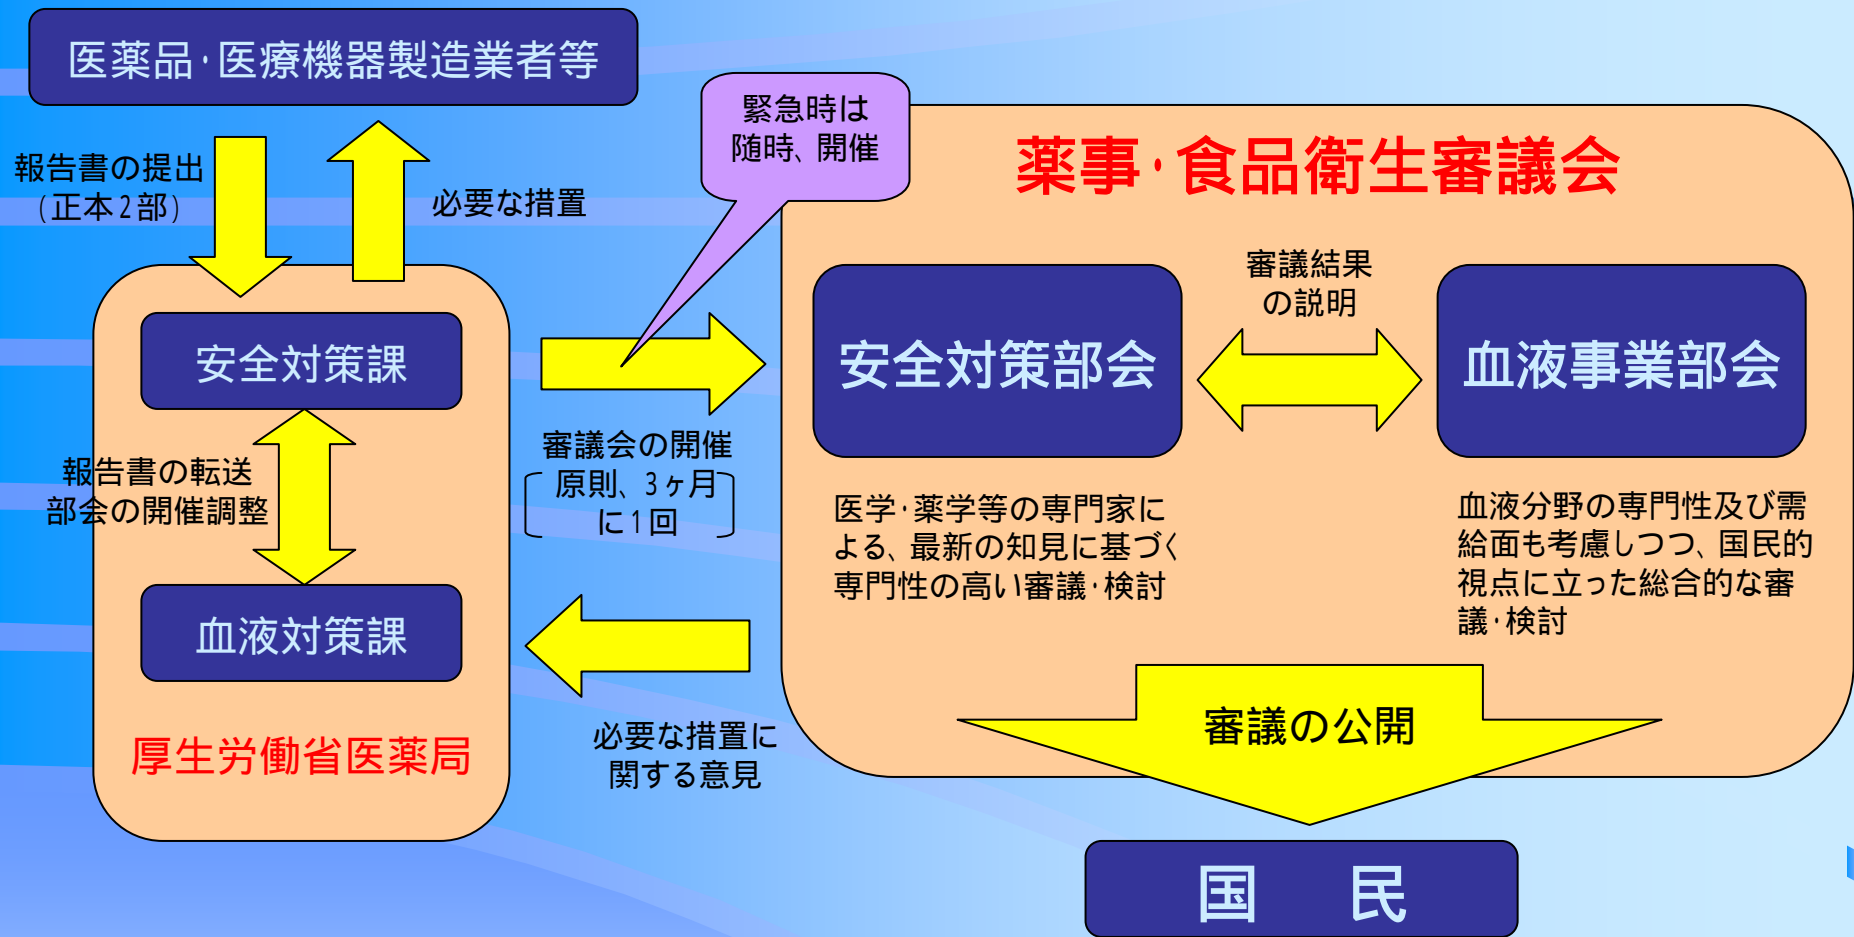 医薬品・医療機器製造業者等
報告書の提出
（正本２部）
必要な措置
緊急時は
随時、開催
薬事・食品衛生審議会
安全対策課
報告書の転送
部会の開催調整
血液対策課
厚生労働省医薬局
審議会の開催
原則、３ヶ月
に１回
必要な措置に
関する意見
安全対策部会
審議結果
の説明
血液事業部会
医学・薬学等の専門家に
よる、最新の知見に基づく
専門性の高い審議・検討
血液分野の専門性及び需
給面も考慮しつつ、国民的
視点に立った総合的な審
議・検討
審議の公開
国　民